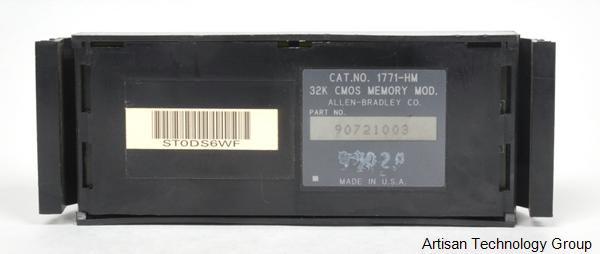 CAT.NO. 1771-HM
32K CMOS MEMORY MOD.
ALLEN-BRADLEY CO.
PART NO.
90721003
MADE IN U.S.A.
ST0DS6WF
Artisan Technology Group